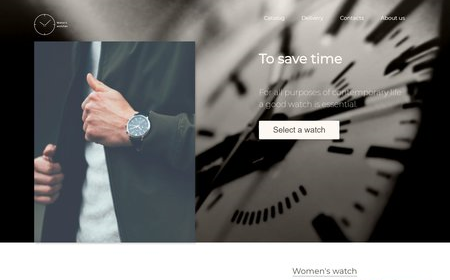 Catalog Delivery Contacts About us
To save time
For all purposes of contemporary life
a good watch is essential.
Select a watch
Women's watch